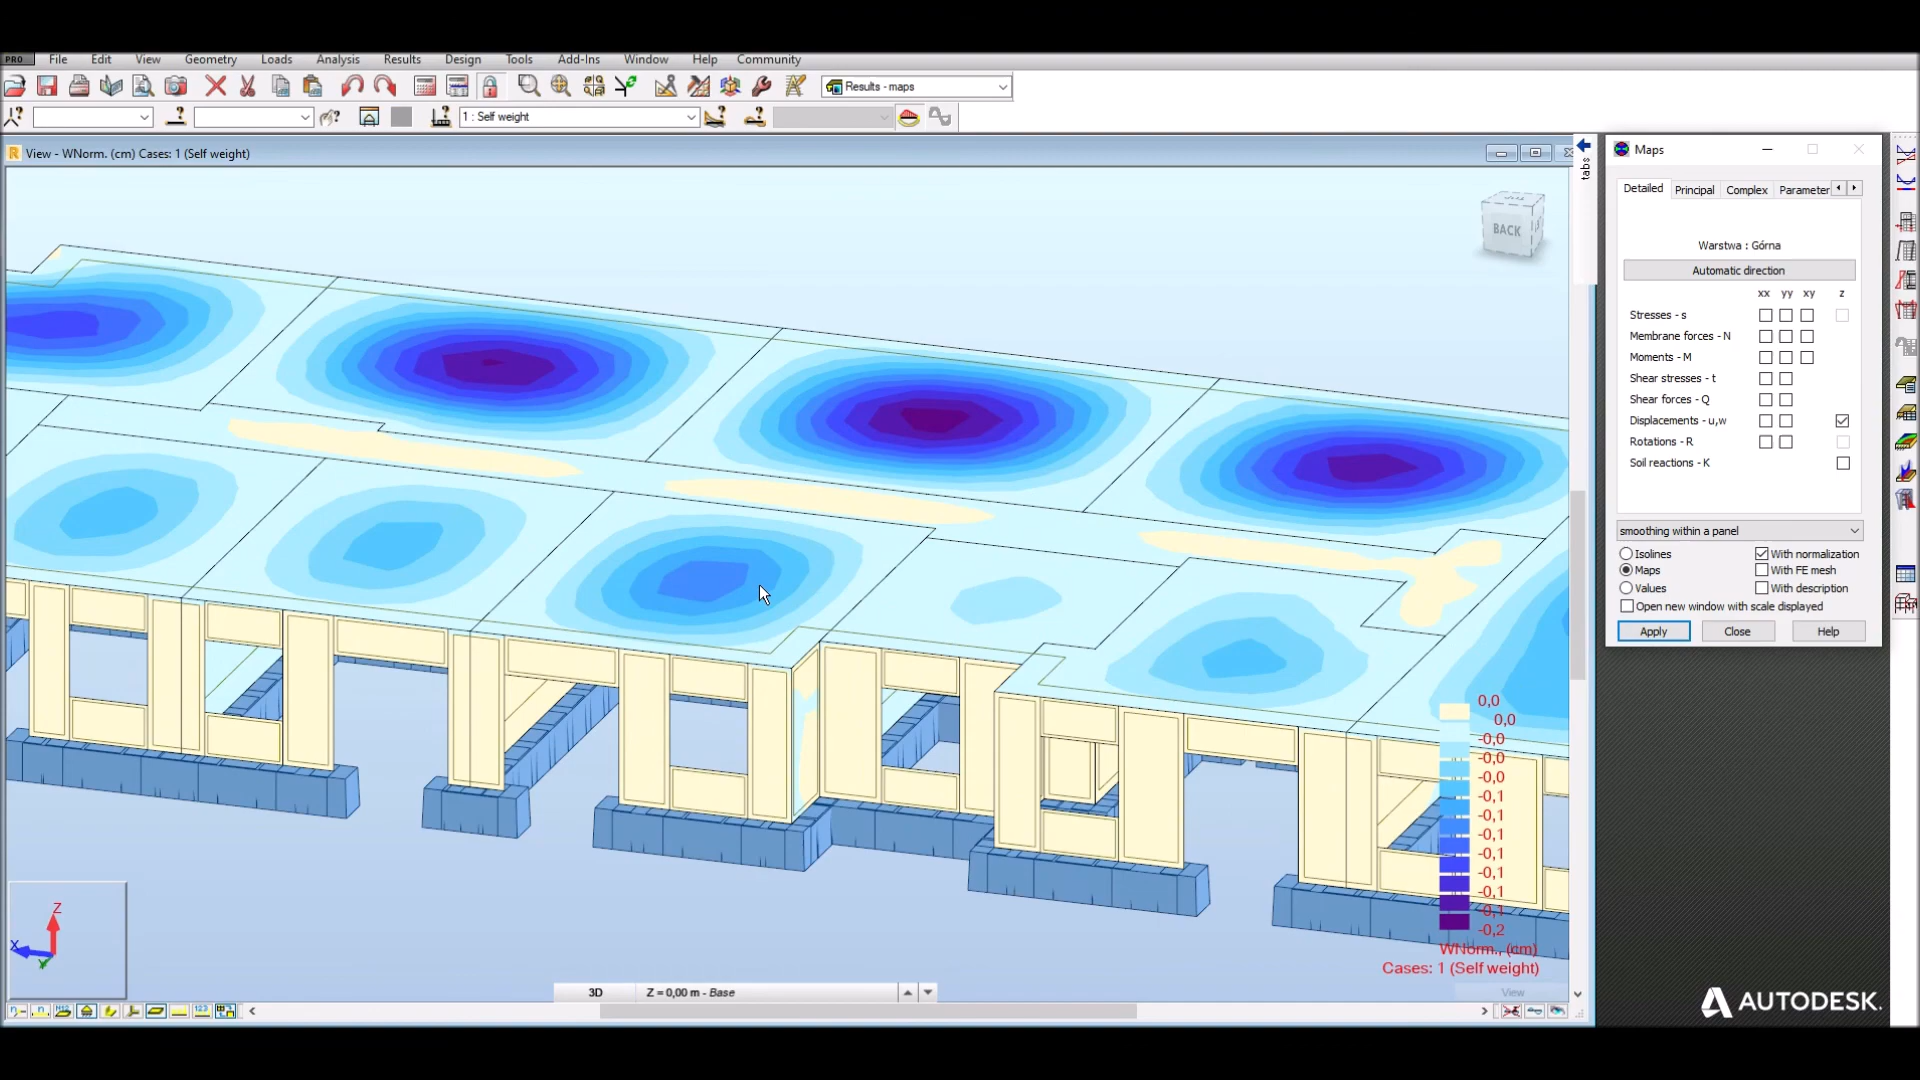 PRO File Edit View Geometry Loads Analysis Results Design Tools Add-Ins Window Help Community
Results - maps
1 : Self weight
View - WNorm. (cm) Cases: 1 (Self weight)
tabs
BACK
Maps
Detailed Principal Complex Parameter
Warstwa : Górna
Automatic direction
xx yy xy z
Stresses - s
Membrane forces - N
Moments - M
Shear stresses - t
Shear forces - Q
Displacements - u,w
Rotations - R
Soil reactions - K
smoothing within a panel
Isolines With normalization
Maps With FE mesh
Values With description
Open new window with scale displayed
Apply Close Help
0,0
0,0
-0,0
-0,0
-0,0
-0,1
-0,1
-0,1
-0,1
-0,1
-0,1
-0,1
-0,2
WNorm., (cm)
Cases: 1 (Self weight)
Z
X
Y
3D Z = 0,00 m - Base
View
AUTODESK.